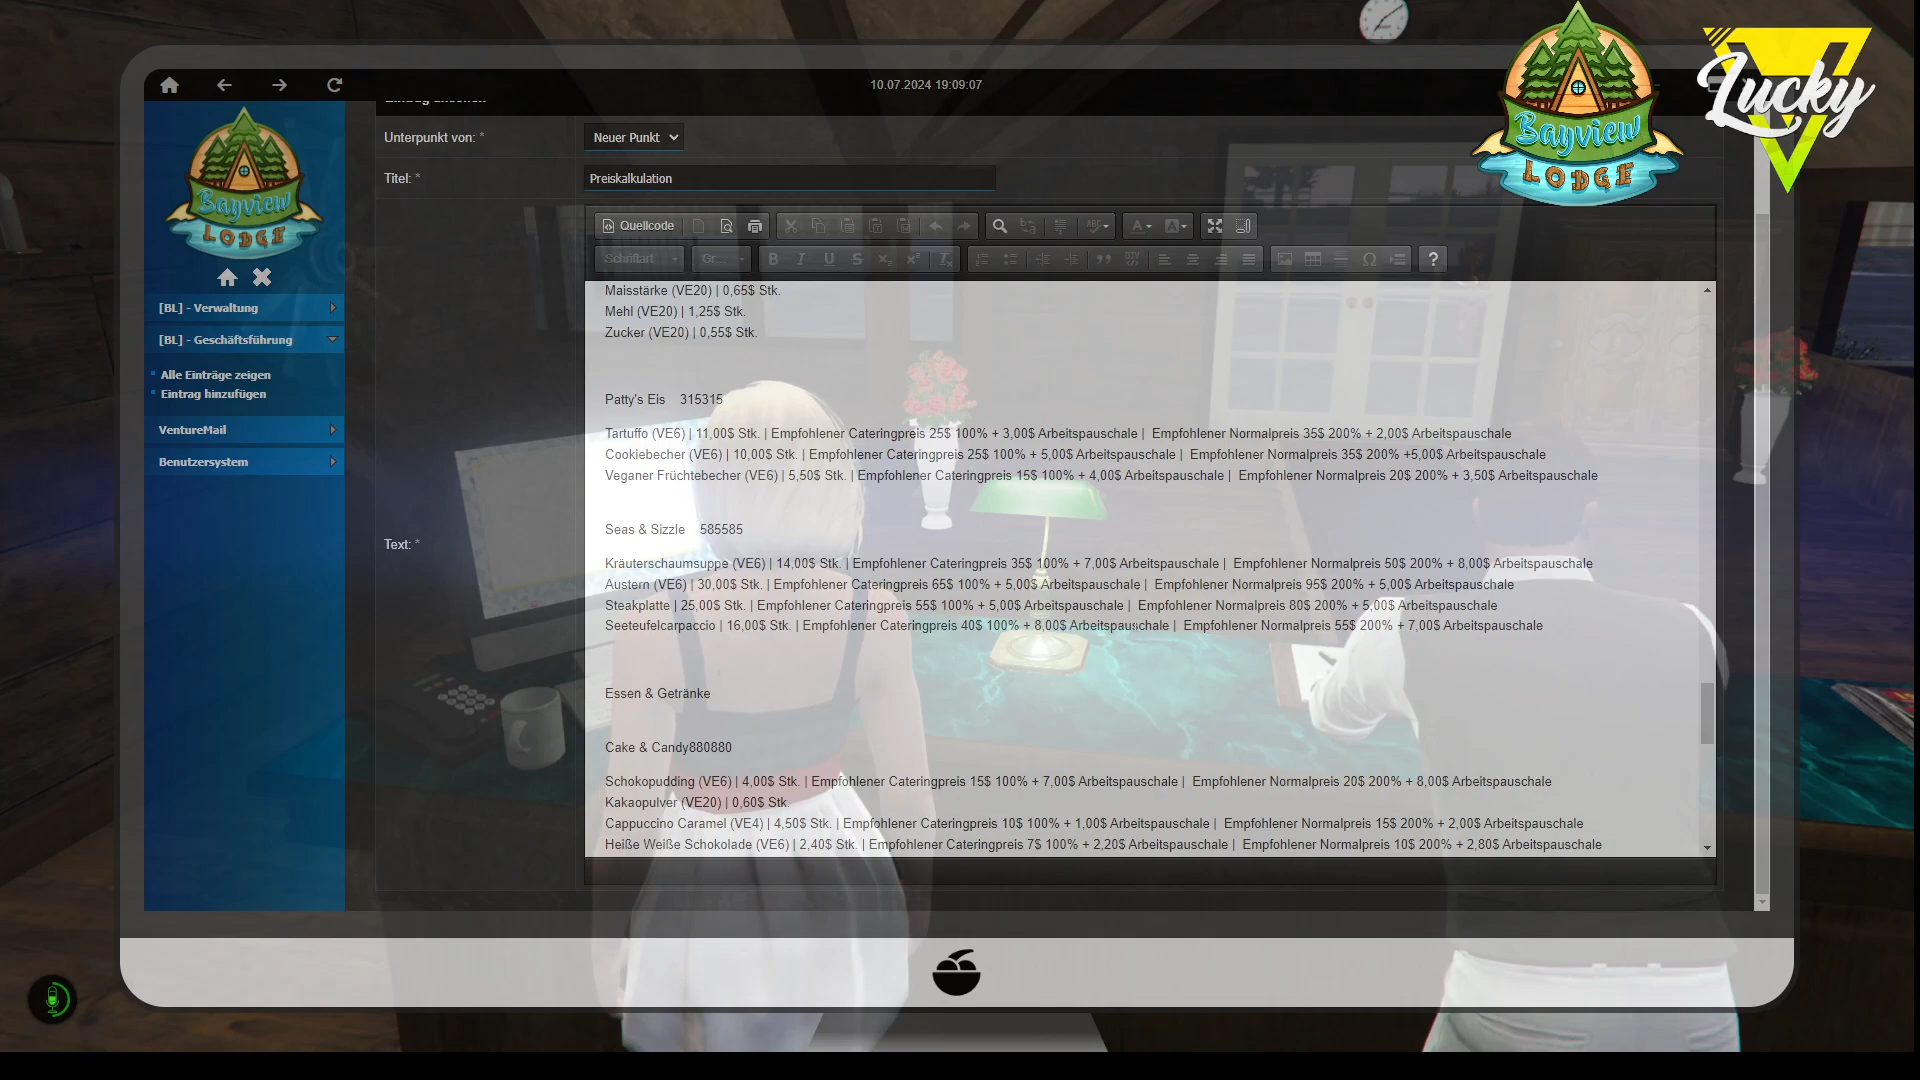 10.07.2024 19:09:07
Bayview
LODGE
Lucky
V
Bayview
LODGE
[BL] - Verwaltung
[BL] - Geschäftsführung
Alle Einträge zeigen
Eintrag hinzufügen
VentureMail
Benutzersystem
Unterpunkt von: *
Neuer Punkt
Titel: *
Preiskalkulation
Quellcode
Schriftart
Gr...
Text: *
Maisstärke (VE20) | 0,65$ Stk.
Mehl (VE20) | 1,25$ Stk.
Zucker (VE20) | 0,55$ Stk.
Patty's Eis 315315
Tartuffo (VE6) | 11,00$ Stk. | Empfohlener Cateringpreis 25$ 100% + 3,00$ Arbeitspauschale | Empfohlener Normalpreis 35$ 200% + 2,00$ Arbeitspauschale
Cookiebecher (VE6) | 10,00$ Stk. | Empfohlener Cateringpreis 25$ 100% + 5,00$ Arbeitspauschale | Empfohlener Normalpreis 35$ 200% +5,00$ Arbeitspauschale
Veganer Früchtebecher (VE6) | 5,50$ Stk. | Empfohlener Cateringpreis 15$ 100% + 4,00$ Arbeitspauschale | Empfohlener Normalpreis 20$ 200% + 3,50$ Arbeitspauschale
Seas & Sizzle 585585
Kräuterschaumsuppe (VE6) | 14,00$ Stk. | Empfohlener Cateringpreis 35$ 100% + 7,00$ Arbeitspauschale | Empfohlener Normalpreis 50$ 200% + 8,00$ Arbeitspauschale
Austern (VE6) | 30,00$ Stk. | Empfohlener Cateringpreis 65$ 100% + 5,00$ Arbeitspauschale | Empfohlener Normalpreis 95$ 200% + 5,00$ Arbeitspauschale
Steakplatte | 25,00$ Stk. | Empfohlener Cateringpreis 55$ 100% + 5,00$ Arbeitspauschale | Empfohlener Normalpreis 80$ 200% + 5,00$ Arbeitspauschale
Seeteufelcarpaccio | 16,00$ Stk. | Empfohlener Cateringpreis 40$ 100% + 8,00$ Arbeitspauschale | Empfohlener Normalpreis 55$ 200% + 7,00$ Arbeitspauschale
Essen & Getränke
Cake & Candy880880
Schokopudding (VE6) | 4,00$ Stk. | Empfohlener Cateringpreis 15$ 100% + 7,00$ Arbeitspauschale | Empfohlener Normalpreis 20$ 200% + 8,00$ Arbeitspauschale
Kakaopulver (VE20) | 0,60$ Stk.
Cappuccino Caramel (VE4) | 4,50$ Stk. | Empfohlener Cateringpreis 10$ 100% + 1,00$ Arbeitspauschale | Empfohlener Normalpreis 15$ 200% + 2,00$ Arbeitspauschale
Heiße Weiße Schokolade (VE6) | 2,40$ Stk. | Empfohlener Cateringpreis 7$ 100% + 2,20$ Arbeitspauschale | Empfohlener Normalpreis 10$ 200% + 2,80$ Arbeitspauschale